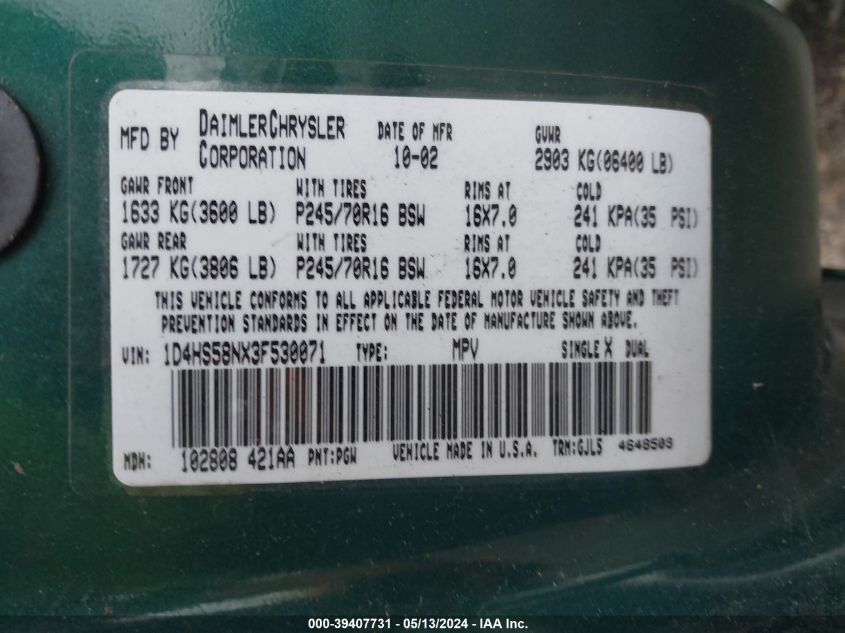 MFD BY DAIMLERCHRYSLER CORPORATION DATE OF MFR 10-02 GVWR 2903 KG(06400 LB)
GAWR FRONT WITH TIRES RIMS AT COLD
1633 KG(3600 LB) P245/70R16 BSW 16X7.0 241 KPA(35 PSI)
GAWR REAR WITH TIRES RIMS AT COLD
1727 KG(3806 LB) P245/70R16 BSW 16X7.0 241 KPA(35 PSI)
THIS VEHICLE CONFORMS TO ALL APPLICABLE FEDERAL MOTOR VEHICLE SAFETY AND THEFT
PREVENTION STANDARDS IN EFFECT ON THE DATE OF MANUFACTURE SHOWN ABOVE.
VIN: 1D4HS58NX3F530071 TYPE: MPV SINGLE X DUAL
MDH: 102808 421AA PNT:PGW VEHICLE MADE IN U.S.A. TRM:GJL5 4648503
000-39407731 - 05/13/2024 - IAA Inc.